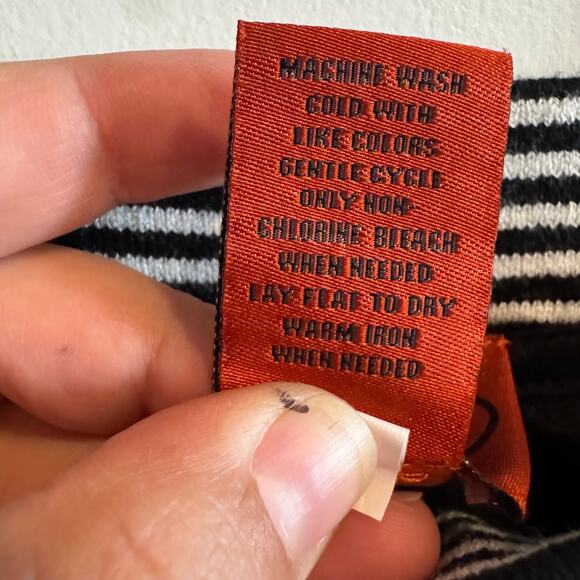 MACHINE WASH
COLD WITH
LIKE COLORS
GENTLE CYCLE
ONLY NON-
CHLORINE BLEACH
WHEN NEEDED
LAY FLAT TO DRY
WARM IRON
WHEN NEEDED